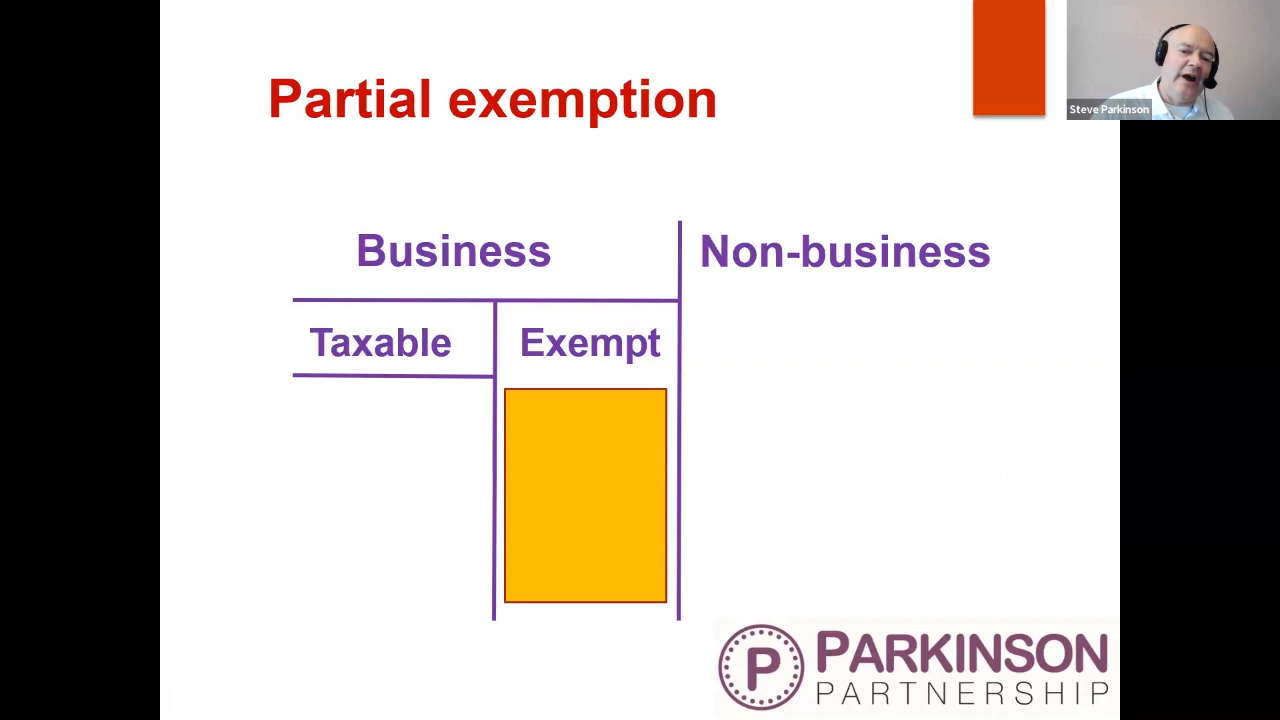 Partial exemption
Steve Parkinson
Business
Non-business
Taxable
Exempt
P
PARKINSON
PARTNERSHIP